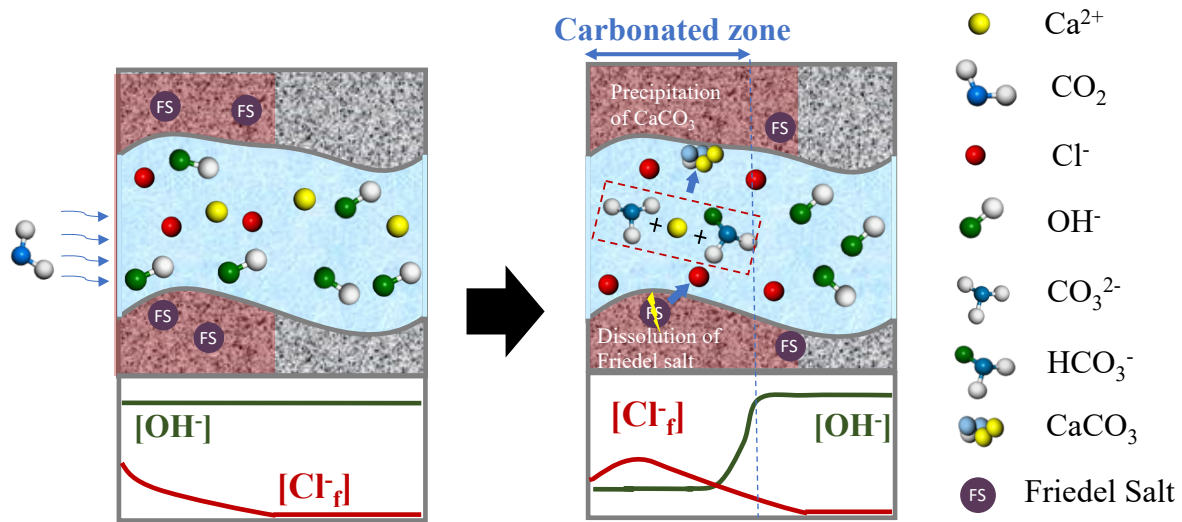 Carbonated zone
FS
FS
FS
FS
Precipitation
of CaCO₃
FS
+
+
FS
Dissolution of
Friedel salt
FS
[OH⁻]
[Cl⁻f]
[Cl⁻f]
[OH⁻]
Ca²⁺
CO₂
Cl⁻
OH⁻
CO₃²⁻
HCO₃⁻
CaCO₃
FS Friedel Salt